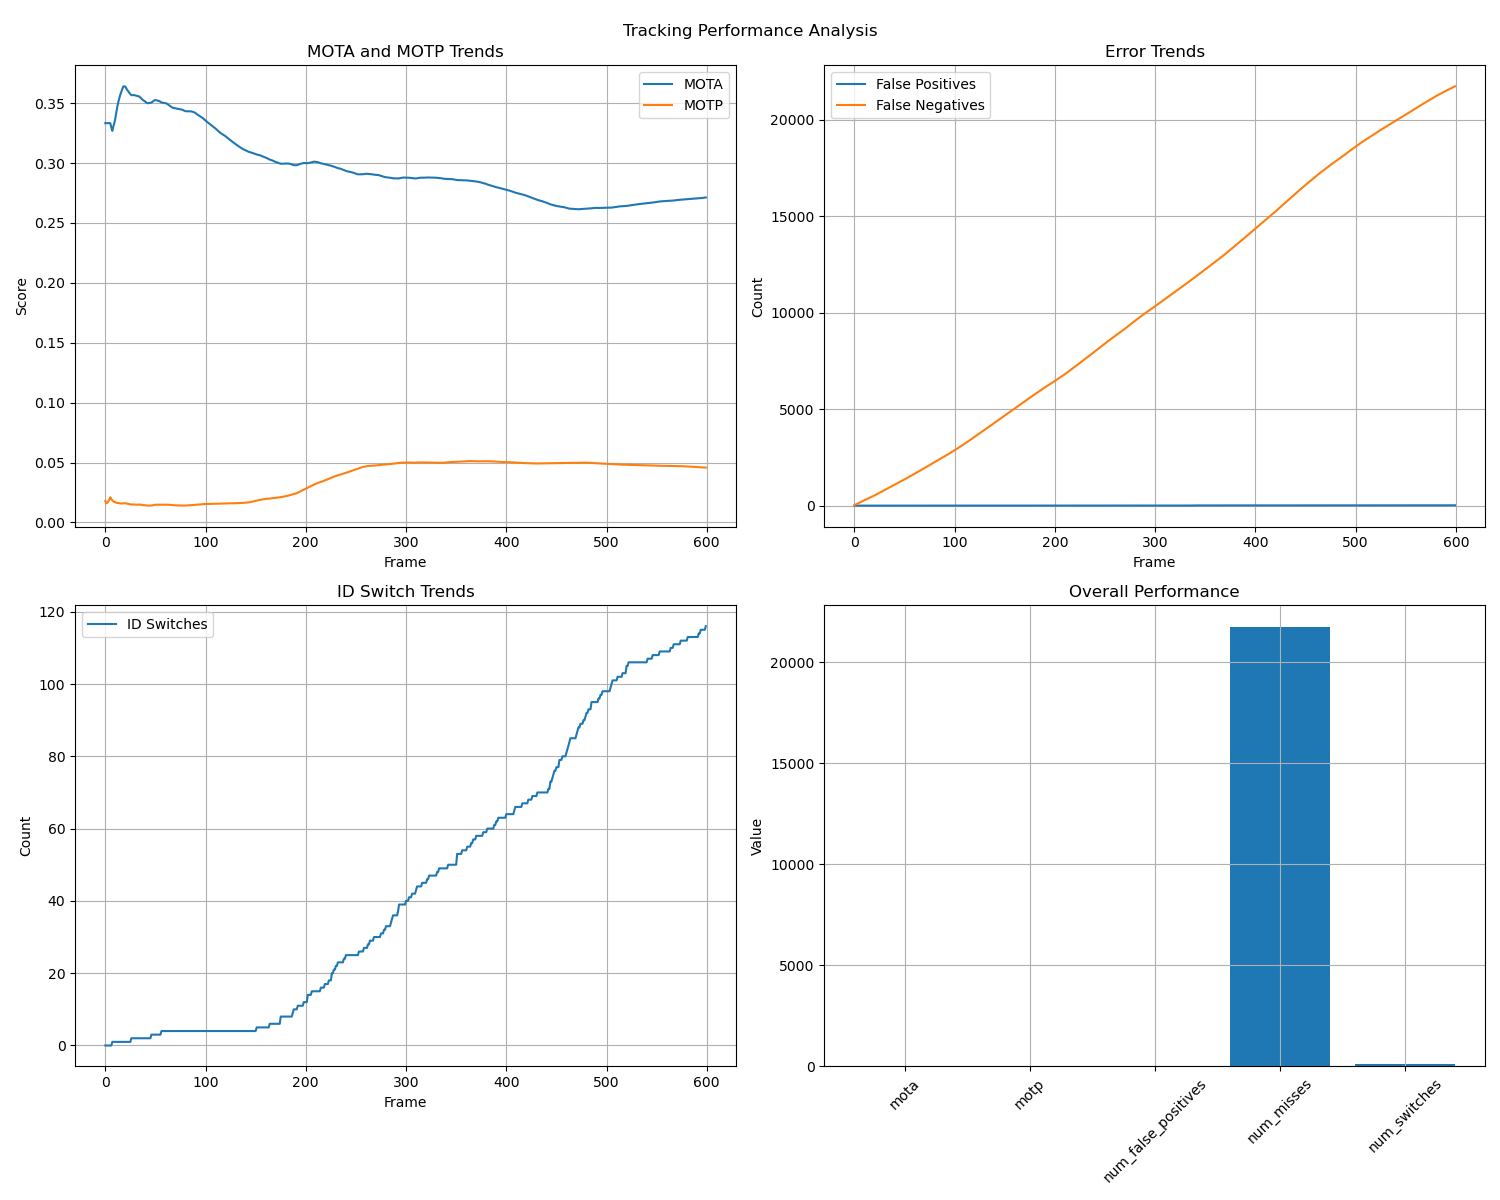 Tracking Performance Analysis
MOTA and MOTP Trends
MOTA
MOTP
0.35
0.30
0.25
0.20
0.15
0.10
0.05
0.00
Score
0 100 200 300 400 500 600
Frame
Error Trends
False Positives
False Negatives
20000
15000
10000
5000
0
Count
0 100 200 300 400 500 600
Frame
ID Switch Trends
ID Switches
120
100
80
60
40
20
0
Count
0 100 200 300 400 500 600
Frame
Overall Performance
20000
15000
10000
5000
0
Value
mota
motp
num_false_positives
num_misses
num_switches